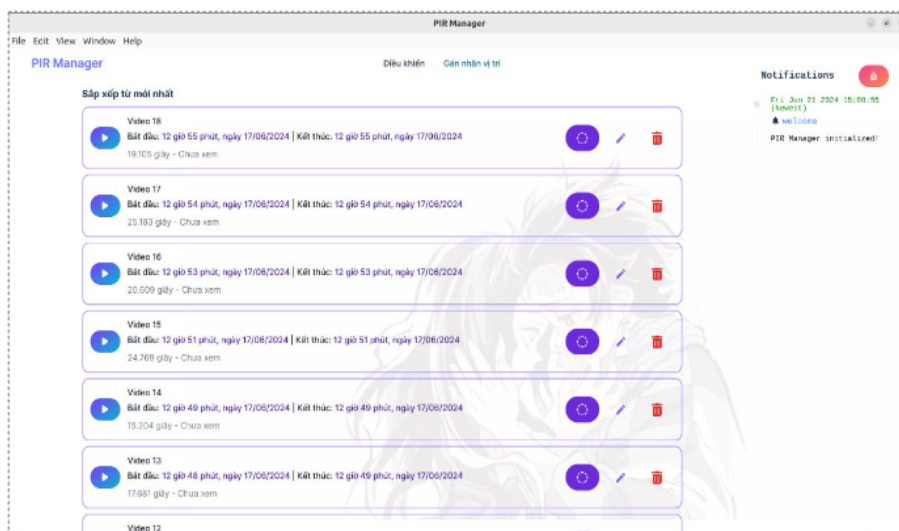 PIR Manager
File Edit View Window Help
PIR Manager
Điều khiển
Gán nhãn vị trí
Sắp xếp từ mới nhất
Video 18
Bắt đầu: 12 giờ 55 phút, ngày 17/06/2024 | Kết thúc: 12 giờ 55 phút, ngày 17/06/2024
19.105 giây - Chưa xem
Video 17
Bắt đầu: 12 giờ 54 phút, ngày 17/06/2024 | Kết thúc: 12 giờ 54 phút, ngày 17/06/2024
25.183 giây - Chưa xem
Video 16
Bắt đầu: 12 giờ 53 phút, ngày 17/06/2024 | Kết thúc: 12 giờ 53 phút, ngày 17/06/2024
20.609 giây - Chưa xem
Video 15
Bắt đầu: 12 giờ 51 phút, ngày 17/06/2024 | Kết thúc: 12 giờ 51 phút, ngày 17/06/2024
24.769 giây - Chưa xem
Video 14
Bắt đầu: 12 giờ 49 phút, ngày 17/06/2024 | Kết thúc: 12 giờ 49 phút, ngày 17/06/2024
15.204 giây - Chưa xem
Video 13
Bắt đầu: 12 giờ 48 phút, ngày 17/06/2024 | Kết thúc: 12 giờ 49 phút, ngày 17/06/2024
17.681 giây - Chưa xem
Video 12
Notifications
Fri Jun 21 2024 15:08:55
(Newest)
welcome
PIR Manager initialized!